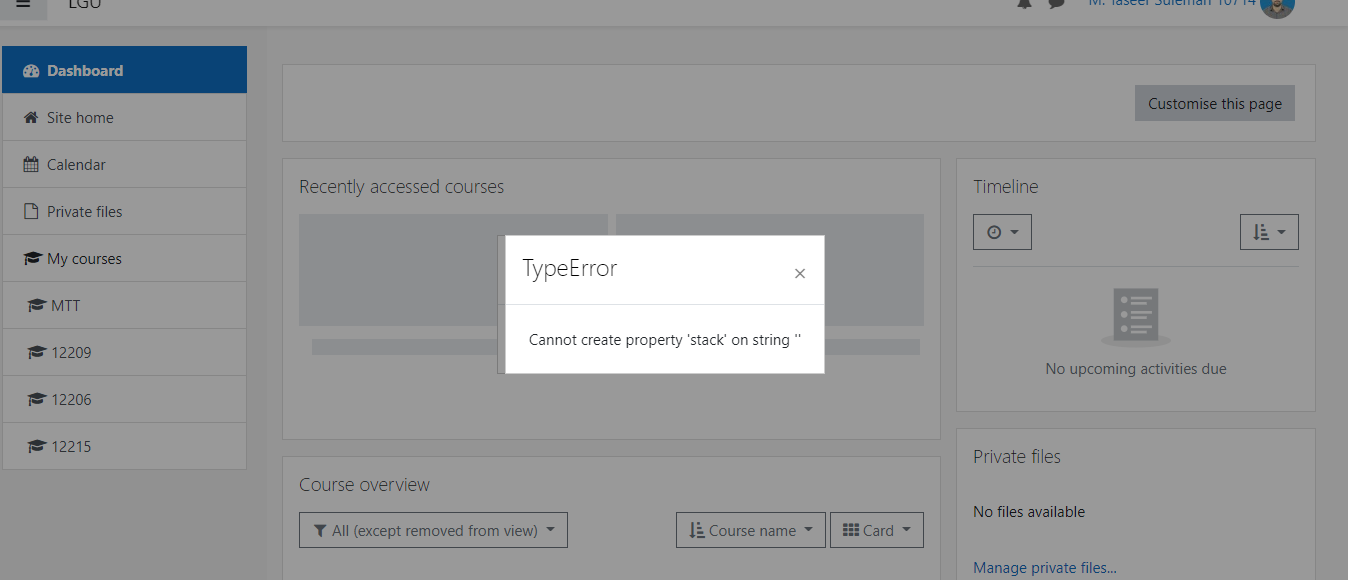 LGU
M. Taseer Suleman 10714
Dashboard
Site home
Calendar
Private files
My courses
MTT
12209
12206
12215
Customise this page
Recently accessed courses
Timeline
No upcoming activities due
TypeError
×
Cannot create property 'stack' on string ''
Course overview
All (except removed from view)
Course name
Card
Private files
No files available
Manage private files...